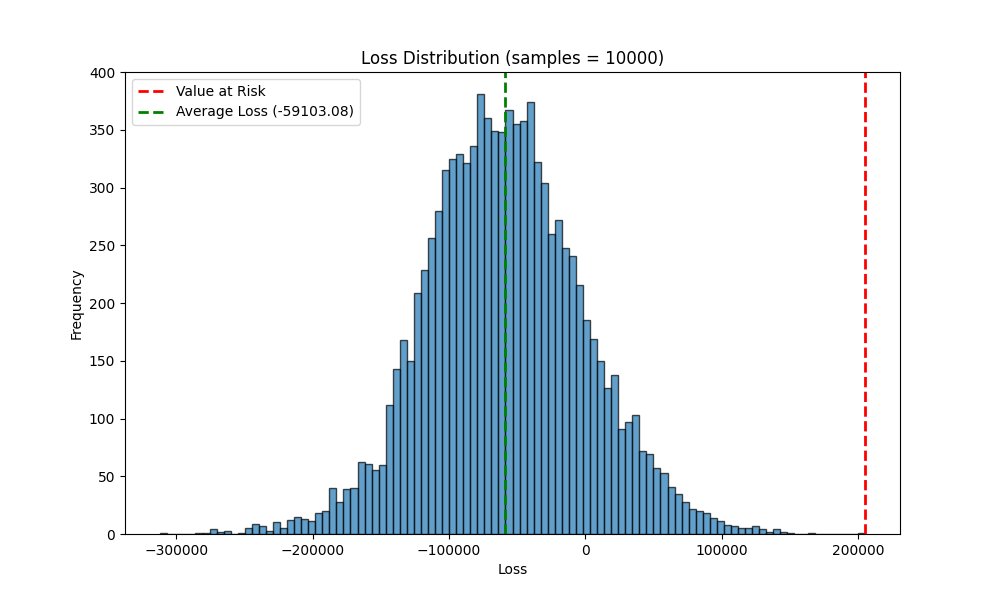 Loss Distribution (samples = 10000)
Value at Risk
Average Loss (-59103.08)
400
350
300
250
200
150
100
50
0
Frequency
−300000 −200000 −100000 0 100000 200000
Loss